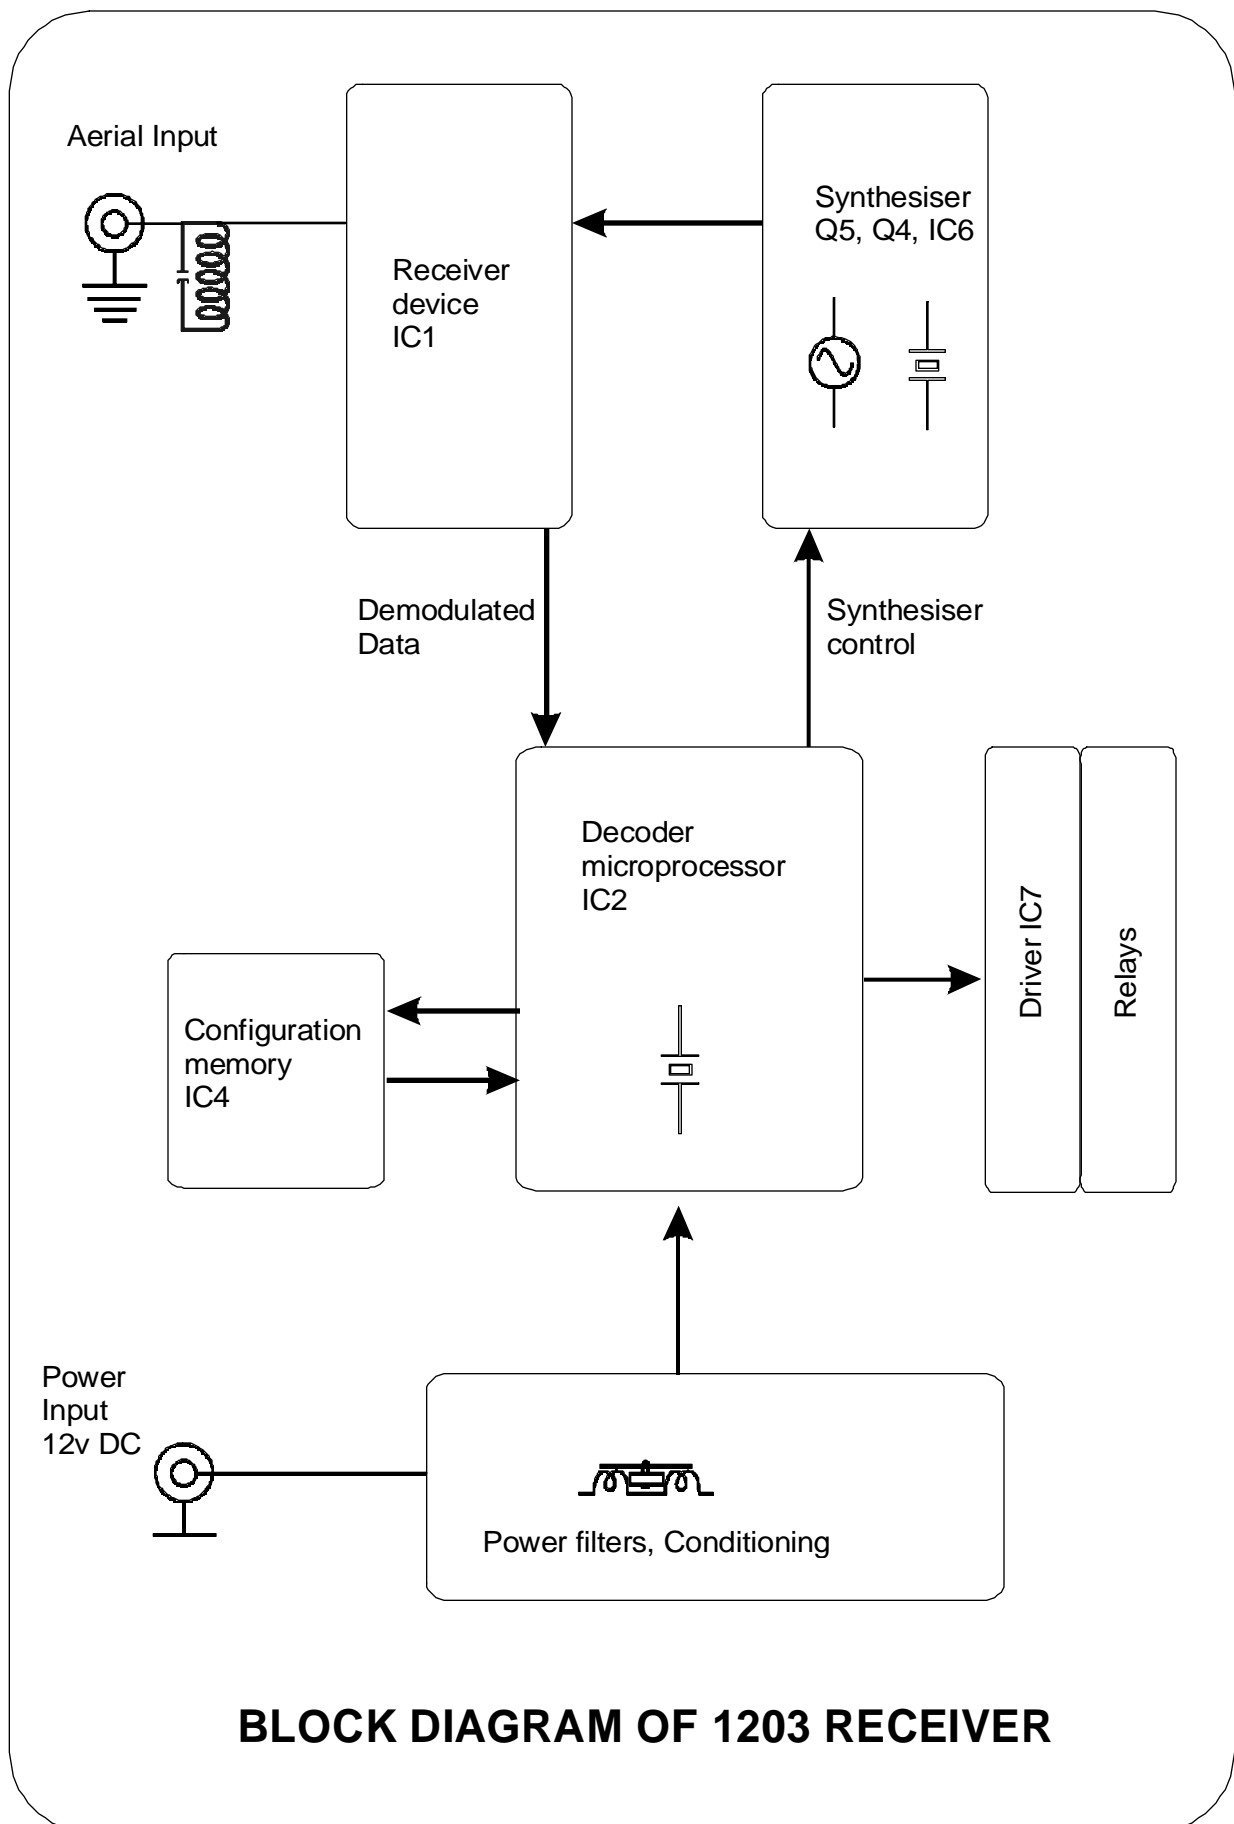 Aerial Input
Synthesiser
Q5, Q4, IC6
Receiver
device
IC1
Demodulated
Data
Synthesiser
control
Decoder
microprocessor
IC2
Driver IC7
Relays
Configuration
memory
IC4
Power
Input
12v DC
Power filters, Conditioning
BLOCK DIAGRAM OF 1203 RECEIVER